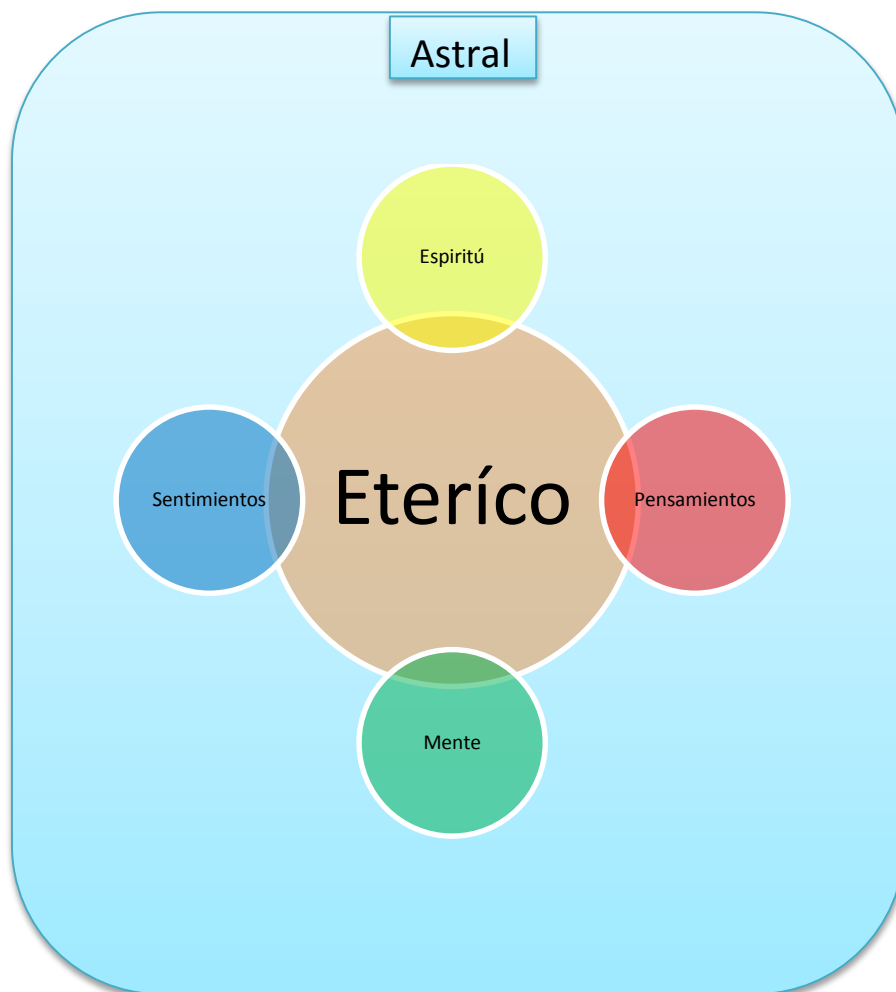 Astral
Espiritú
Sentimientos
Eteríco
Pensamientos
Mente